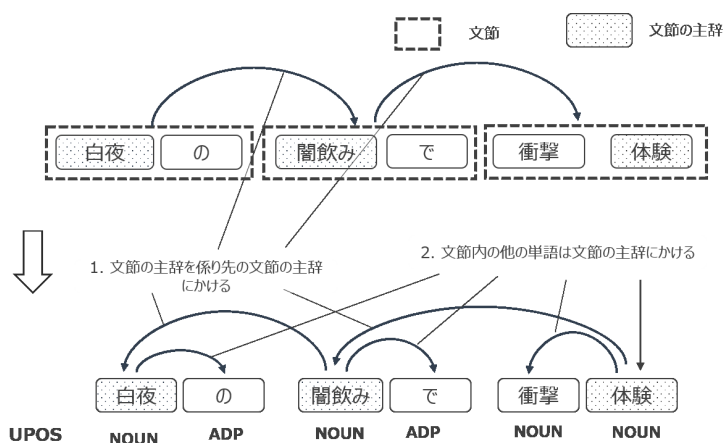 文節
文節の主辞
白夜 の 闇飲み で 衝撃 体験
1. 文節の主辞を係り先の文節の主辞
にかける
2. 文節内の他の単語は文節の主辞にかける
白夜 の 闇飲み で 衝撃 体験
UPOS NOUN ADP NOUN ADP NOUN NOUN